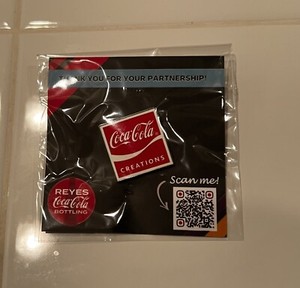 THANK YOU FOR YOUR PARTNERSHIP!
Coca-Cola
CREATIONS
Scan me!
REYES
Coca-Cola
BOTTLING